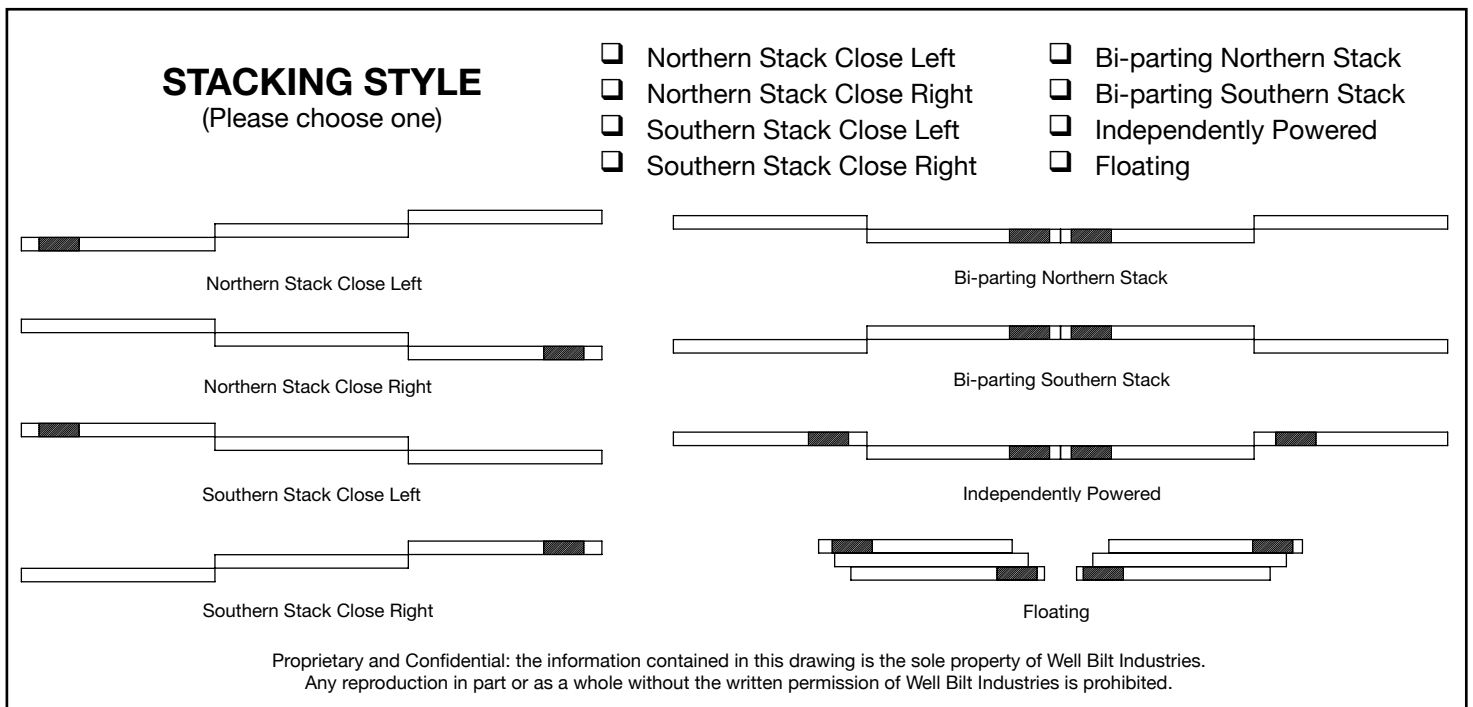 STACKING STYLE
(Please choose one)
❑ Northern Stack Close Left
❑ Northern Stack Close Right
❑ Southern Stack Close Left
❑ Southern Stack Close Right
❑ Bi-parting Northern Stack
❑ Bi-parting Southern Stack
❑ Independently Powered
❑ Floating
Northern Stack Close Left
Northern Stack Close Right
Southern Stack Close Left
Southern Stack Close Right
Bi-parting Northern Stack
Bi-parting Southern Stack
Independently Powered
Floating
Proprietary and Confidential: the information contained in this drawing is the sole property of Well Bilt Industries.
Any reproduction in part or as a whole without the written permission of Well Bilt Industries is prohibited.